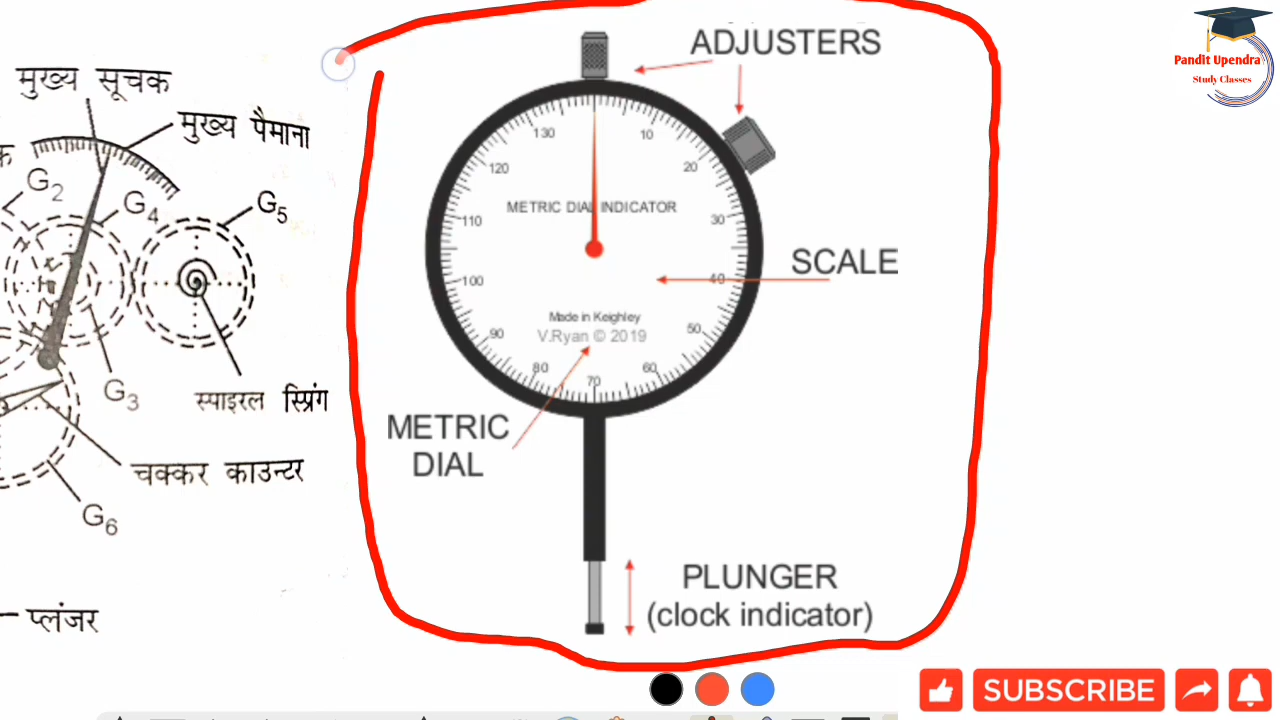 मुख्य सूचक
मुख्य पैमाना
G2
G4
G5
G3
स्पाइरल स्प्रिंग
चक्कर काउन्टर
G6
प्लंजर
ADJUSTERS
130
10
120
20
METRIC DIAL INDICATOR
110
30
SCALE
100
40
Made in Keighley
V.Ryan © 2019
90
50
80
60
70
METRIC
DIAL
PLUNGER
(clock indicator)
Pandit Upendra
Study Classes
SUBSCRIBE